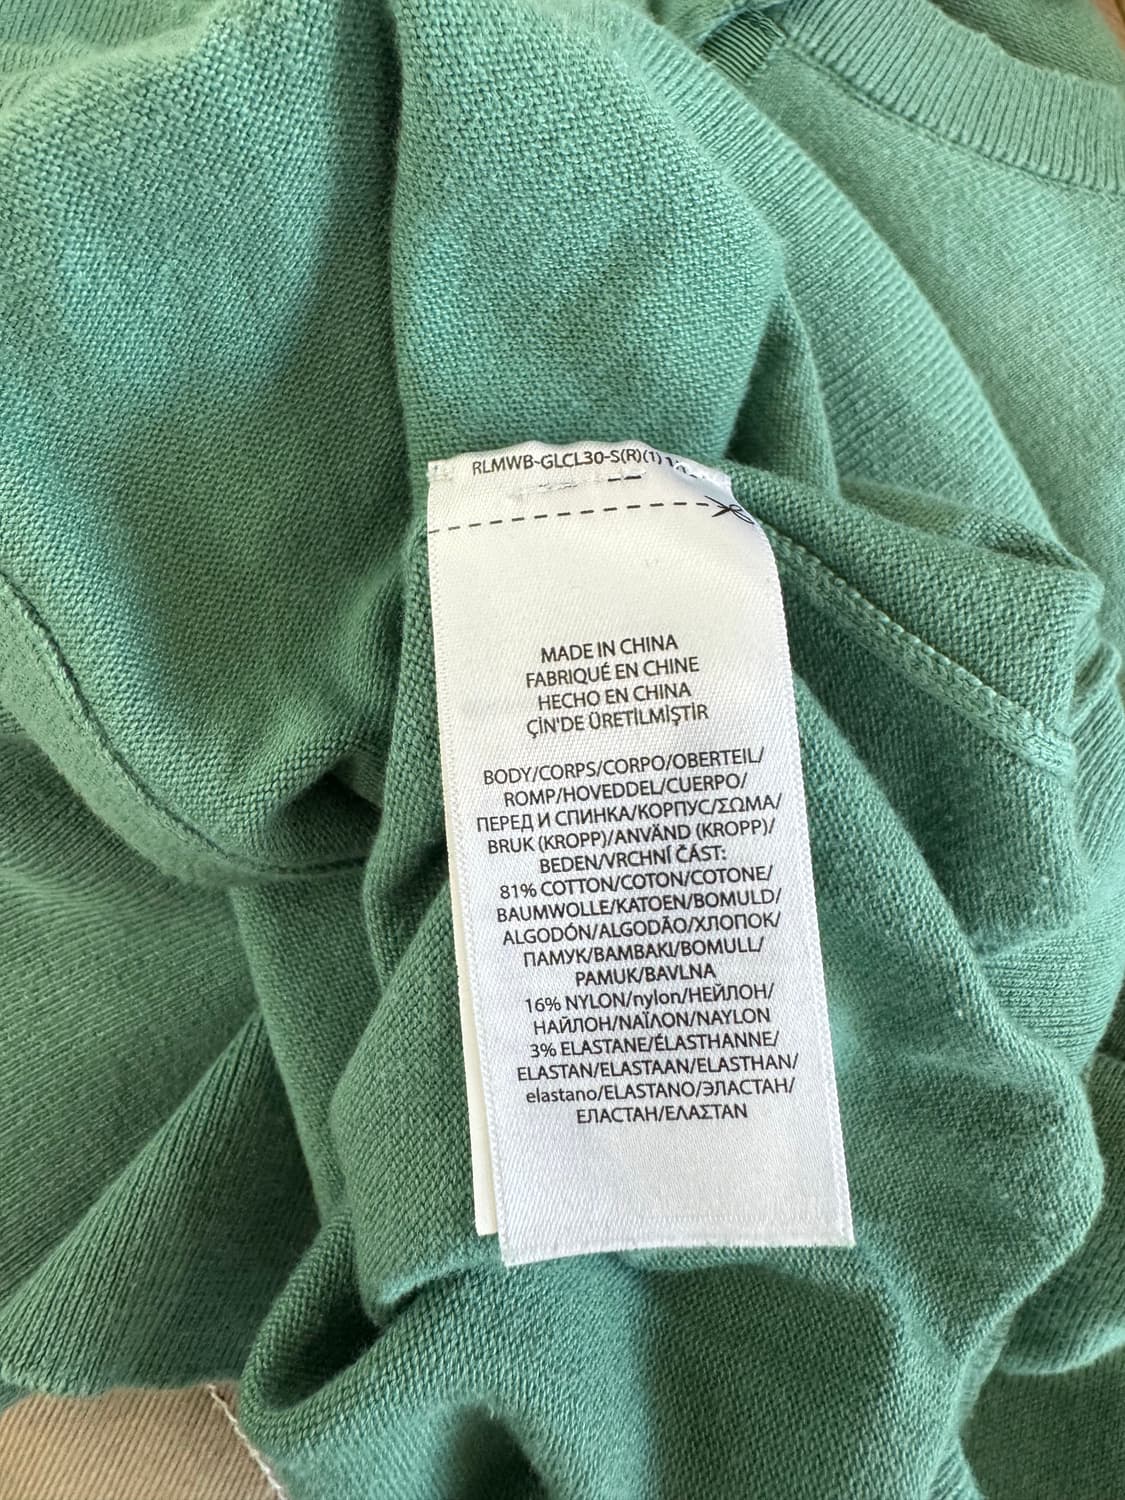 RLMWB-GLCL30-S(R)(1)
MADE IN CHINA
FABRIQUÉ EN CHINE
HECHO EN CHINA
ÇİN'DE ÜRETİLMİŞTİR
BODY/CORPS/CORPO/OBERTEIL/
ROMP/HOVEDDEL/CUERPO/
ПЕРЕД И СПИНКА/КОРПУС/ΣΩΜΑ/
BRUK (KROPP)/ANVÄND (KROPP)/
BEDEN/VRCHNÍ ČÁST:
81% COTTON/COTON/COTONE/
BAUMWOLLE/KATOEN/BOMULD/
ALGODÓN/ALGODÃO/ХЛОПОК/
ПАМУК/ΒΑΜΒΑΚΙ/BOMULL/
PAMUK/BAVLNA
16% NYLON/nylon/НЕЙЛОН/
НАЙЛОН/ΝΑΪΛΟΝ/NAYLON
3% ELASTANE/ÉLASTHANNE/
ELASTAN/ELASTAAN/ELASTHAN/
elastano/ELASTANO/ЭЛАСТАН/
ЕЛАСТАН/ΕΛΑΣΤΑΝ